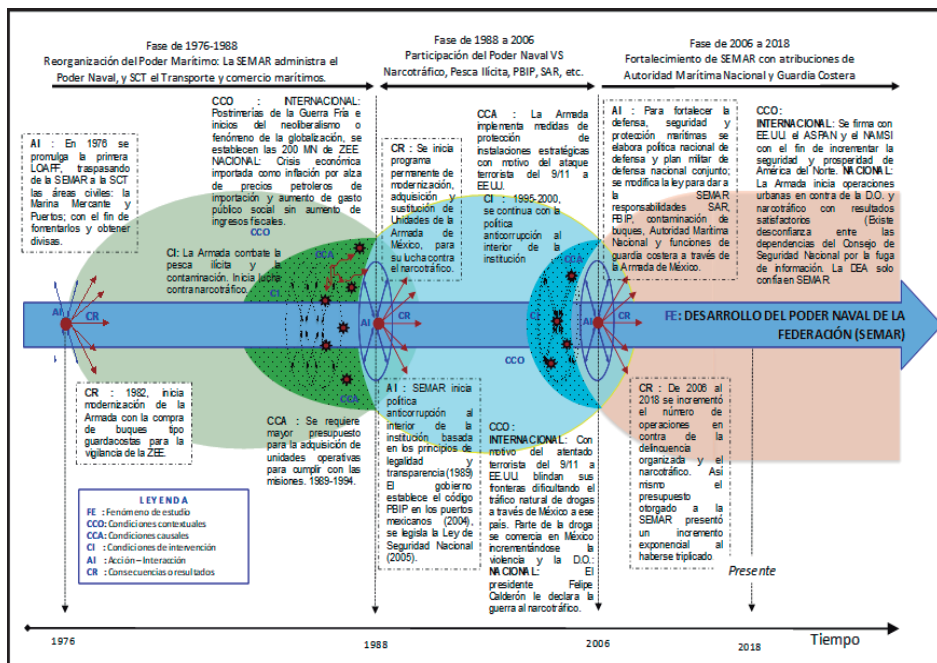 Fase de 1976-1988
Reorganización del Poder Marítimo: La SEMAR administra el
Poder Naval, y SCT el Transporte y comercio marítimos.
Fase de 1988 a 2006
Participación del Poder Naval VS
Narcotráfico, Pesca Ilícita, PBIP, SAR, etc.
Fase de 2006 a 2018
Fortalecimiento de SEMAR con atribuciones de
Autoridad Marítima Nacional y Guardia Costera
AI : En 1976 se
promulga la primera
LOAFF, traspasando
de la SEMAR a la SCT
las áreas civiles: la
Marina Mercante y
Puertos; con el fin de
fomentarlos y obtener
divisas.
CCO : INTERNACIONAL:
Postrimerías de la Guerra Fría e
inicios del neoliberalismo o
fenómeno de la globalización, se
establecen las 200 MN de ZEE
NACIONAL: Crisis económica
importada como inflación por alza
de precios petroleros de
importación y aumento de gasto
público social sin aumento de
ingresos fiscales.
CCO
CI: La Armada combate la
pesca ilícita y la
contaminación. Inicia lucha
contra narcotráfico.
CR : Se inicia
programa
permanente de
modernización,
adquisición y
sustitución de
Unidades de la
Armada de
México, para
su lucha contra
el narcotráfico.
CCA : La Armada
implementa medidas de
protección de
instalaciones estratégicas
con motivo del ataque
terrorista del 9/11 a
EE.UU.
CI : 1995-2000,
se continua con la
política
anticorrupción al
interior de la
institución
AI : Para fortalecer la
defensa, seguridad y
protección marítimas se
elabora política nacional de
defensa y plan militar de
defensa nacional conjunto;
se modifica la ley para dar a
la SEMAR
responsabilidades SAR,
PBIP, contaminación de
buques, Autoridad Marítima
Nacional y funciones de
guardia costera a través de
la Armada de México.
CCO :
INTERNACIONAL: Se firma con
EE.UU. el ASPAN y el NAMSI
con el fin de incrementar la
seguridad y prosperidad de
América del Norte. NACIONAL:
La Armada inicia operaciones
urbanas en contra de la D.O. y
narcotráfico con resultados
satisfactorios (Existe
desconfianza entre las
dependencias del Consejo de
Seguridad Nacional por la fuga
de información. La DEA solo
confía en SEMAR
AI
CR
CCA
CI
CCA
AI
CR
CCA
CI
CCO
AI
CR
FE: DESARROLLO DEL PODER NAVAL DE LA
FEDERACIÓN (SEMAR)
CR : 1982, inicia
modernización de la
Armada con la compra
de buques tipo
guardacostas para la
vigilancia de la ZEE.
CCA : Se requiere
mayor presupuesto
para la adquisición de
unidades operativas
para cumplir con las
misiones. 1989-1994.
AI : SEMAR inicia
política
anticorrupción al
interior de la
institución basada
en los principios de
legalidad y
transparencia (1989)
El gobierno
establece el código
PBIP en los puertos
mexicanos (2004),
se legisla la Ley de
Seguridad Nacional
(2005).
CCO :
INTERNACIONAL: Con
motivo del atentado
terrorista del 9/11 a
EE.UU. blindan sus
fronteras dificultando el
tráfico natural de drogas
a través de México a ese
país. Parte de la droga
se comercia en México
incrementándose la
violencia y la D.O.:
NACIONAL: El
presidente Felipe
Calderón le declara la
guerra al narcotráfico.
CR : De 2006 al
2018 se incrementó
el número de
operaciones en
contra de la
delincuencia
organizada y el
narcotráfico. Así
mismo el
presupuesto
otorgado a la
SEMAR presentó
un incremento
exponencial al
haberse triplicado
Presente
LEYENDA
FE : Fenómeno de estudio
CCO: Condiciones contextuales
CCA: Condiciones causales
CI : Condiciones de intervención
AI : Acción – Interacción
CR : Consecuencias o resultados
1976
1988
2006
2018
Tiempo